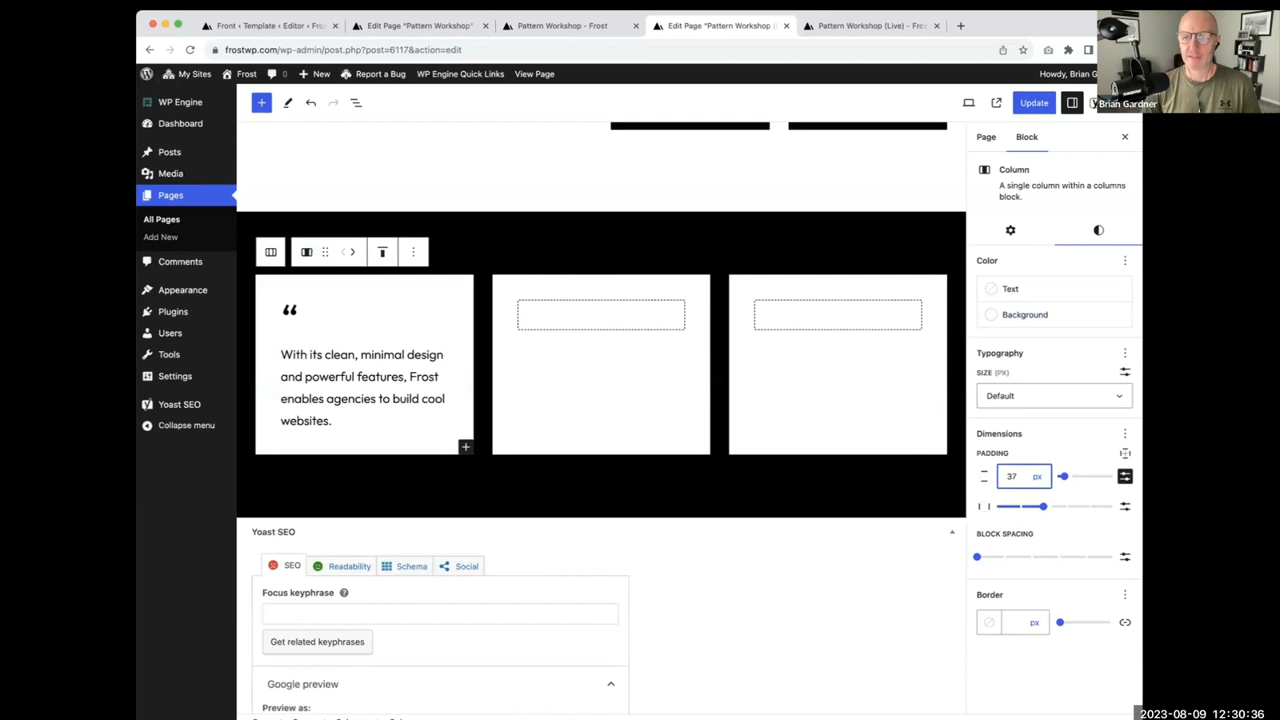 Front ‹ Template ‹ Editor ‹ Fro
Edit Page "Pattern Workshop"
Pattern Workshop - Frost
Edit Page "Pattern Workshop (
Pattern Workshop (Live) - Fros
frostwp.com/wp-admin/post.php?post=6117&action=edit
My Sites
Frost
0
New
Report a Bug
WP Engine Quick Links
View Page
Howdy, Brian G
Brian Gardner
WP Engine
Dashboard
Posts
Media
Pages
All Pages
Add New
Comments
Appearance
Plugins
Users
Tools
Settings
Yoast SEO
Collapse menu
Update
“
With its clean, minimal design
and powerful features, Frost
enables agencies to build cool
websites.
Yoast SEO
SEO
Readability
Schema
Social
Focus keyphrase
Get related keyphrases
Google preview
Preview as:
Page
Block
Column
A single column within a columns
block.
Color
Text
Background
Typography
SIZE (PX)
Default
Dimensions
PADDING
37 px
BLOCK SPACING
Border
px
2023-08-09 12:30:36